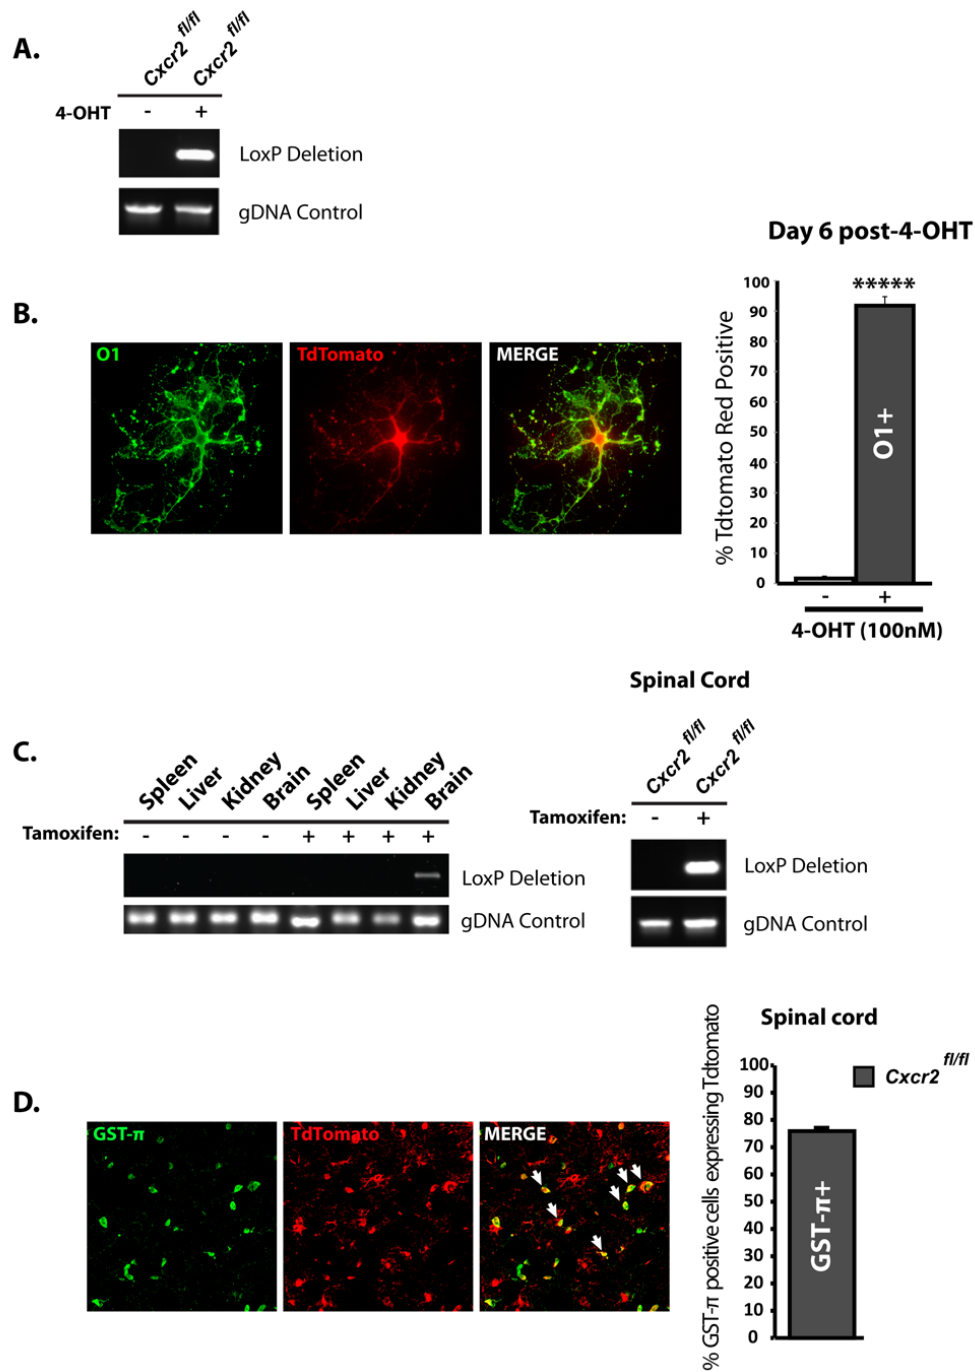 A.
Cxcr2 fl/fl Cxcr2 fl/fl
4-OHT - +
LoxP Deletion
gDNA Control
B.
O1 TdTomato MERGE
Day 6 post-4-OHT
*****
% Tdtomato Red Positive
100
90
80
70
60
50
40
30
20
10
0
O1+
- +
4-OHT (100nM)
C.
Spleen Liver Kidney Brain Spleen Liver Kidney Brain
Tamoxifen: - - - - + + + +
LoxP Deletion
gDNA Control
Spinal Cord
Cxcr2 fl/fl Cxcr2 fl/fl
Tamoxifen: - +
LoxP Deletion
gDNA Control
D.
GST-π TdTomato MERGE
Spinal cord
Cxcr2 fl/fl
% GST-π positive cells expressing Tdtomato
100
90
80
70
60
50
40
30
20
10
0
GST-π+